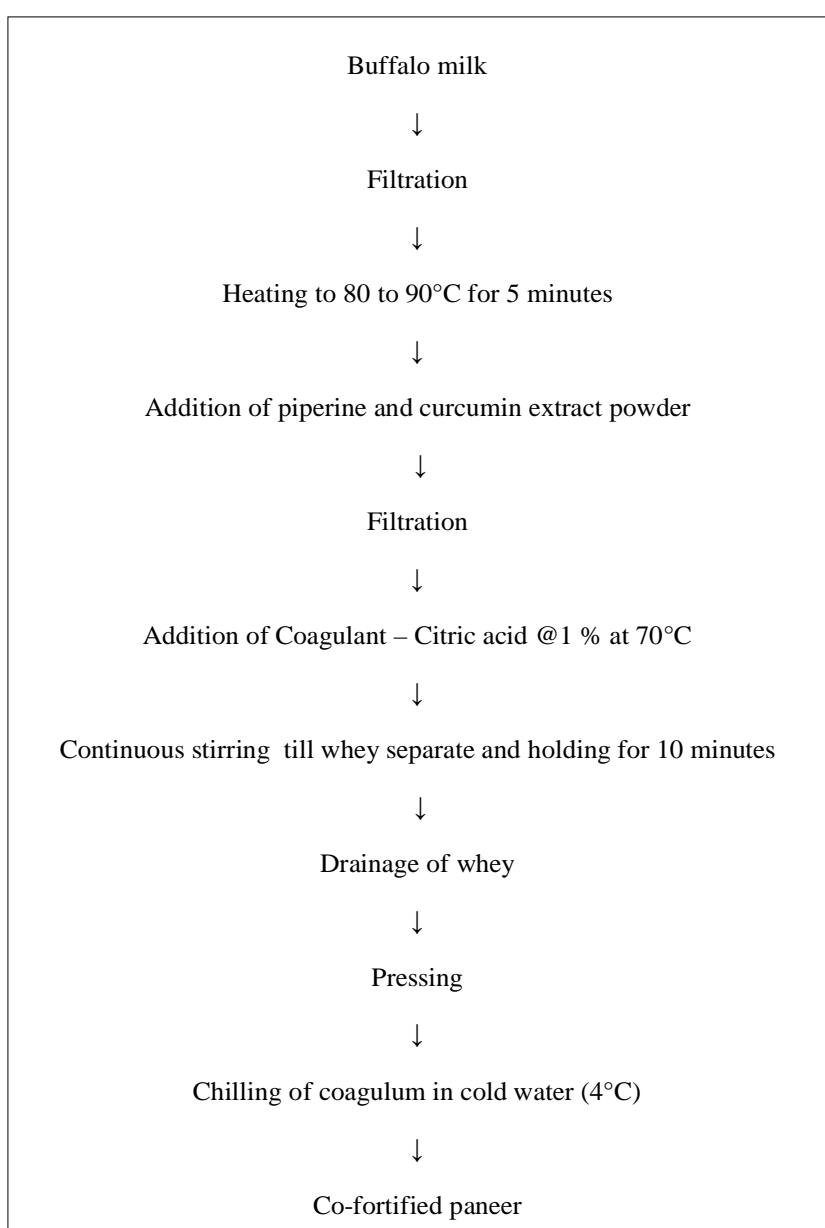 Buffalo milk
↓
Filtration
↓
Heating to 80 to 90°C for 5 minutes
↓
Addition of piperine and curcumin extract powder
↓
Filtration
↓
Addition of Coagulant – Citric acid @1 % at 70°C
↓
Continuous stirring  till whey separate and holding for 10 minutes
↓
Drainage of whey
↓
Pressing
↓
Chilling of coagulum in cold water (4°C)
↓
Co-fortified paneer